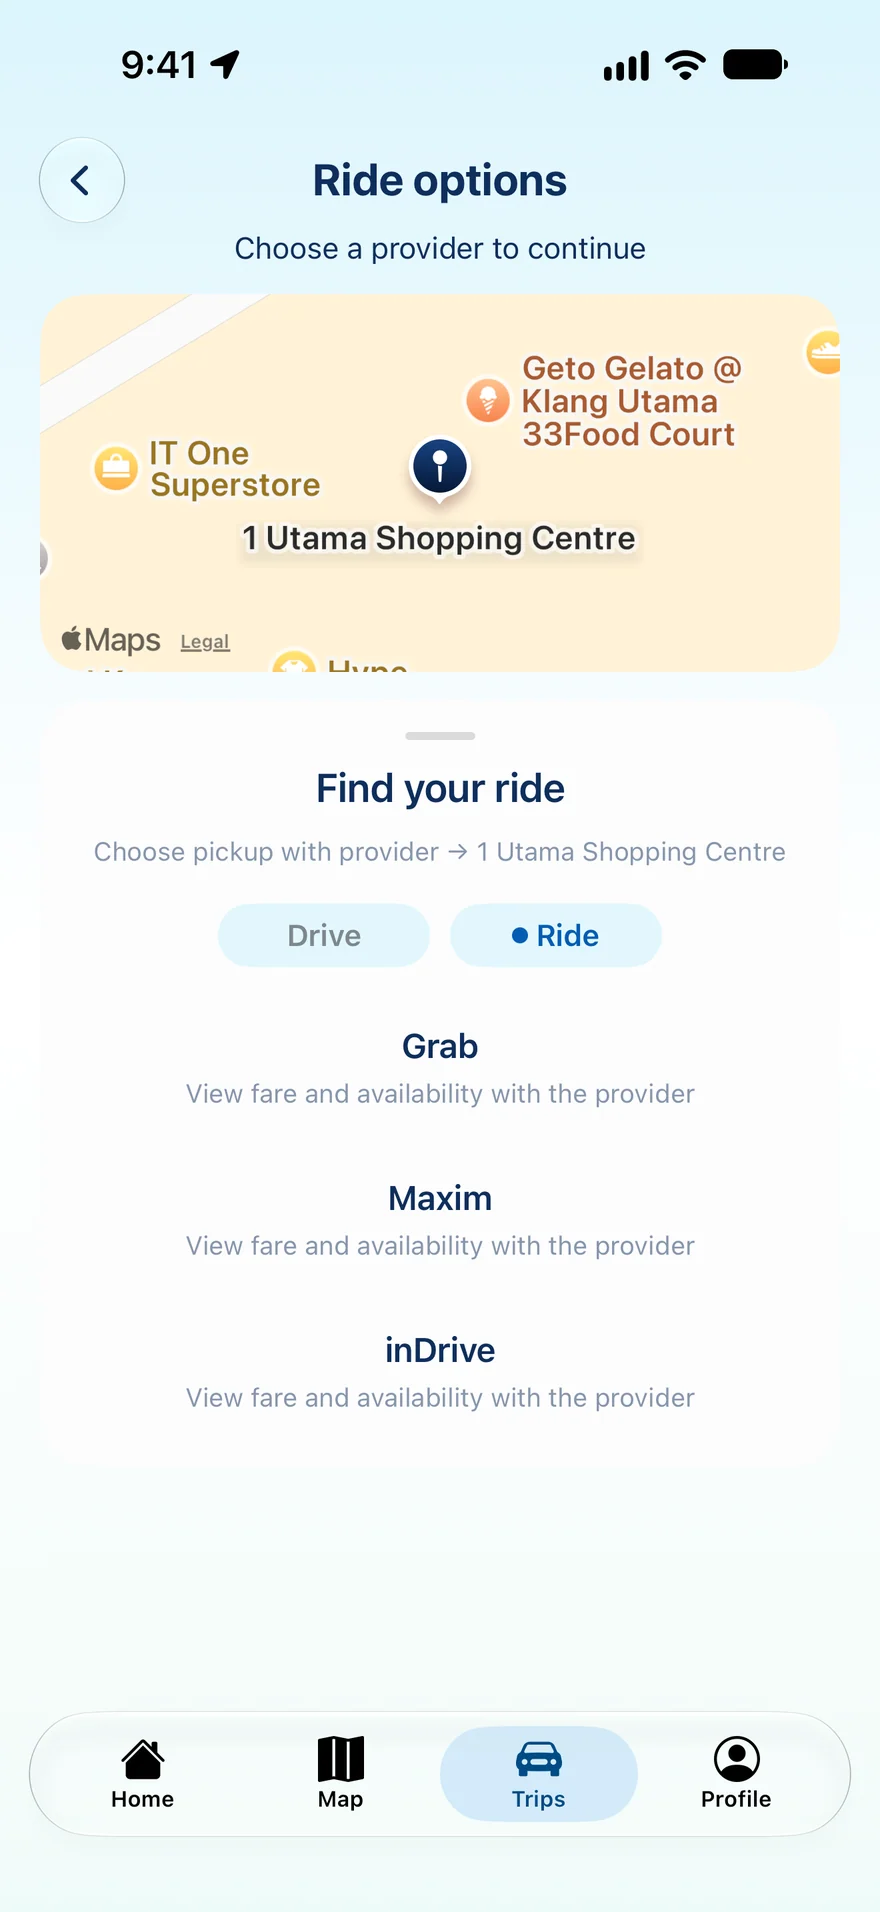 9:41
Ride options
Choose a provider to continue
Geto Gelato @
Klang Utama
33Food Court
IT One
Superstore
1 Utama Shopping Centre
Maps Legal
Find your ride
Choose pickup with provider → 1 Utama Shopping Centre
Drive
Ride
Grab
View fare and availability with the provider
Maxim
View fare and availability with the provider
inDrive
View fare and availability with the provider
Home
Map
Trips
Profile